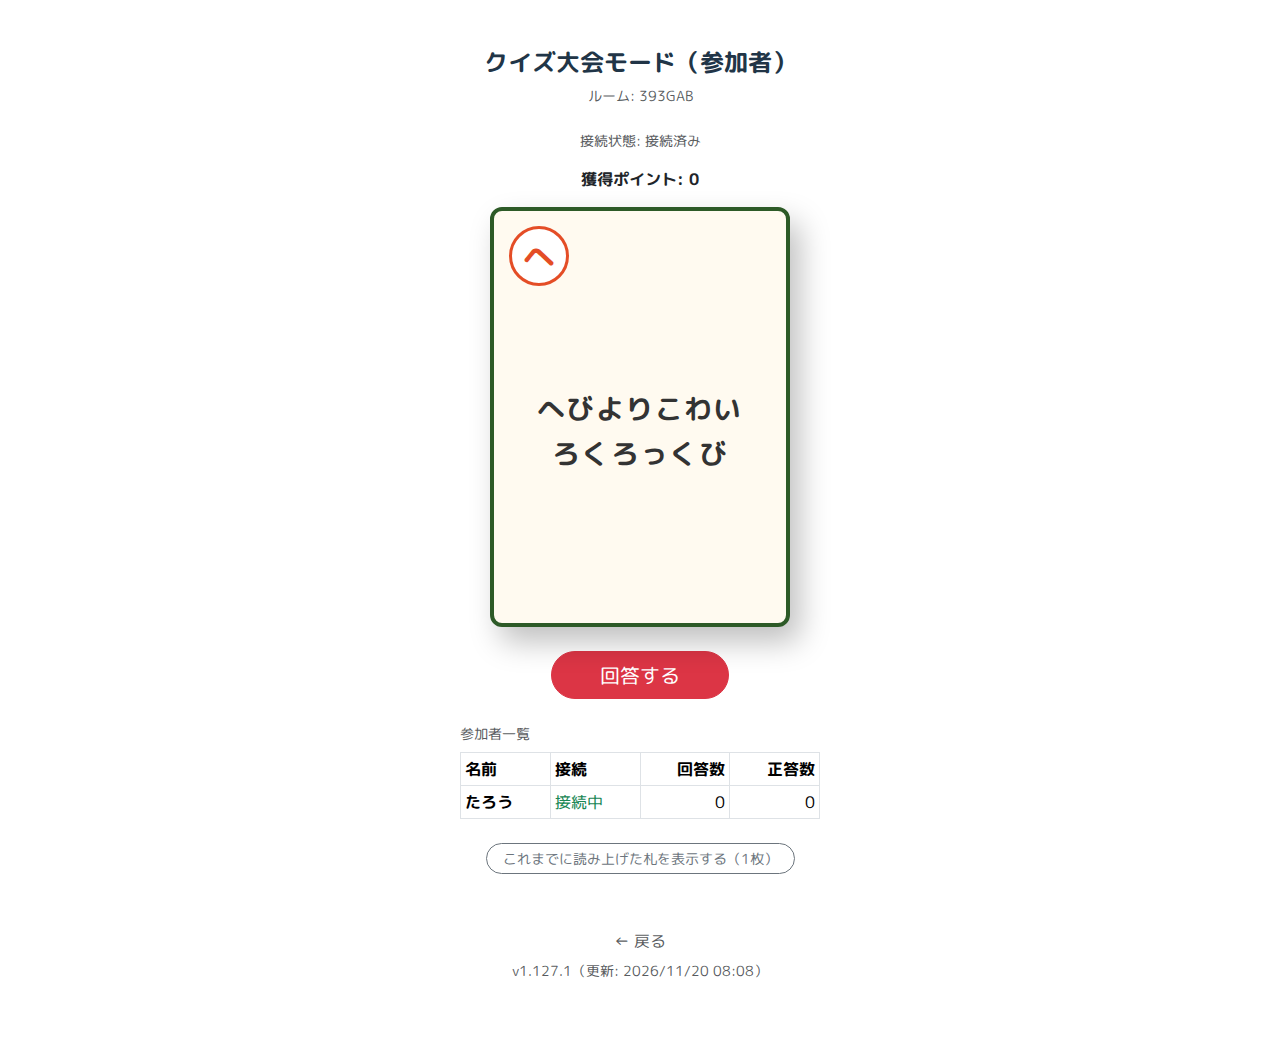 クイズ大会モード（参加者）
ルーム: 393GAB
接続状態: 接続済み
獲得ポイント: 0
へ
へびよりこわい
ろくろっくび
回答する
参加者一覧
名前 接続 回答数 正答数
たろう 接続中 0 0
これまでに読み上げた札を表示する（1枚）
← 戻る
v1.127.1（更新: 2026/11/20 08:08）